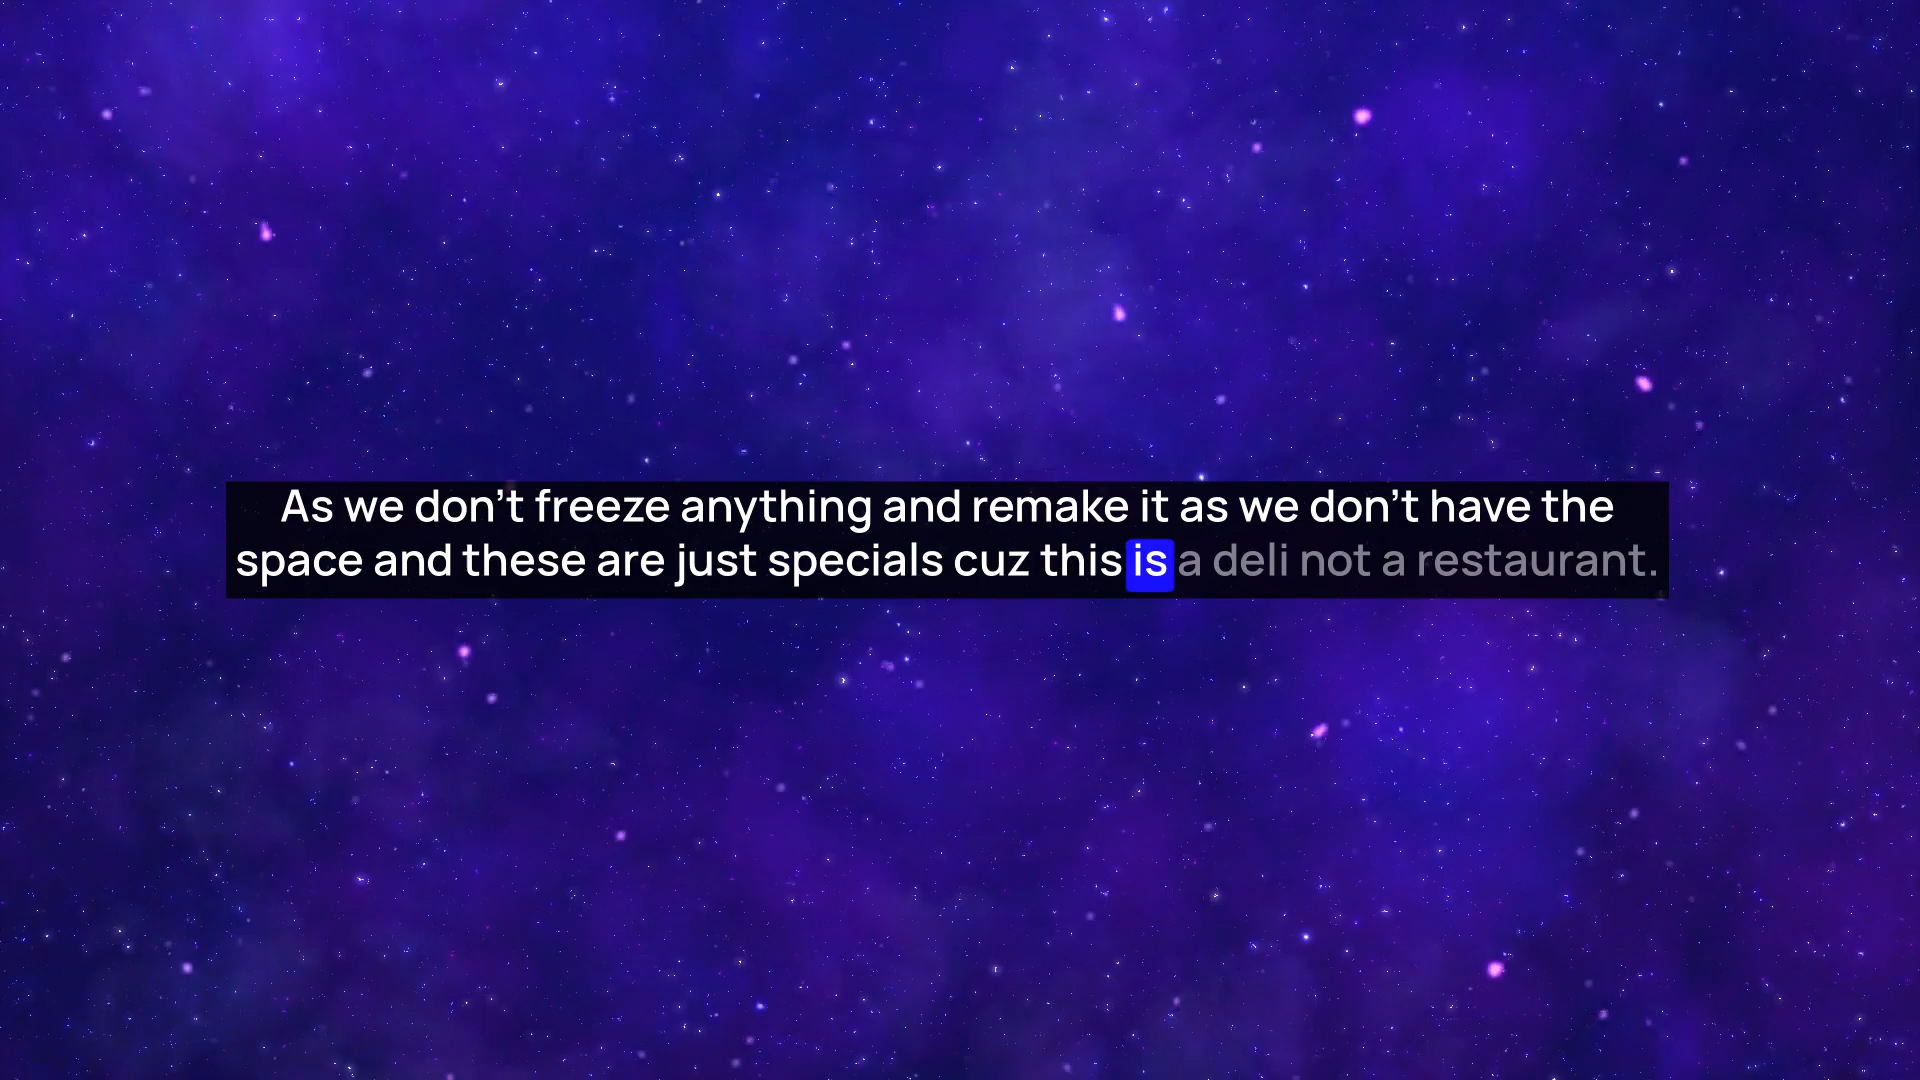 As we don't freeze anything and remake it as we don't have the
space and these are just specials cuz this is a deli not a restaurant.